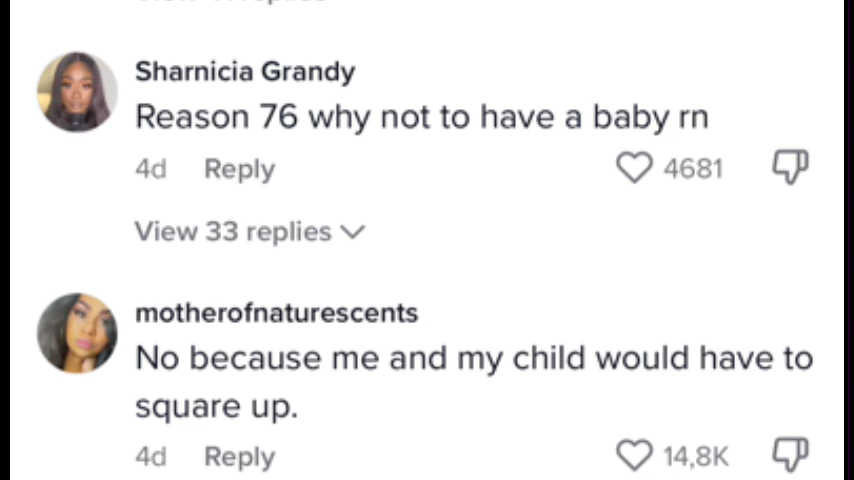 Sharnicia Grandy
Reason 76 why not to have a baby rn
4d Reply 4681
View 33 replies
motherofnaturescents
No because me and my child would have to
square up.
4d Reply 14,8K